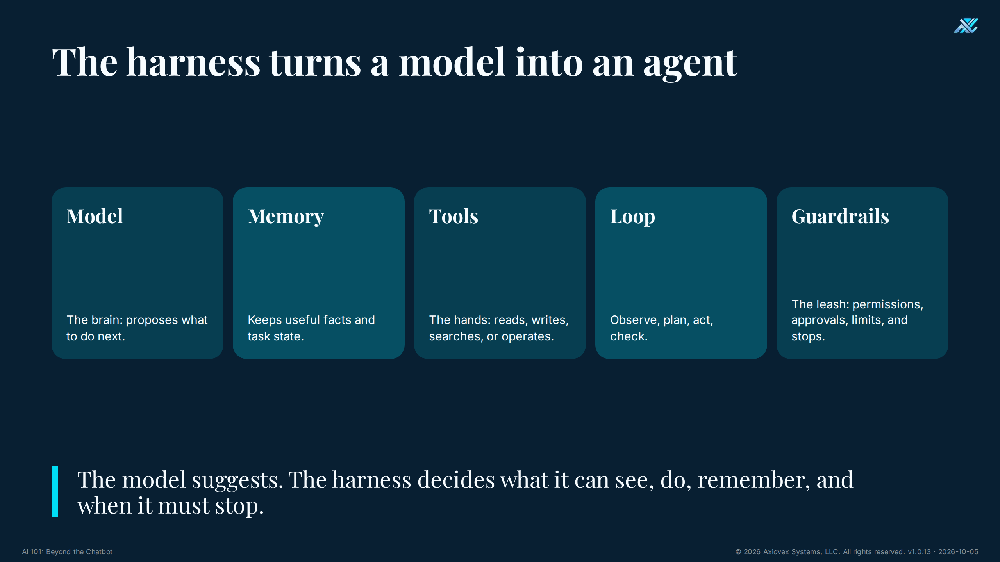 The harness turns a model into an agent
Model
The brain: proposes what
to do next.
Memory
Keeps useful facts and
task state.
Tools
The hands: reads, writes,
searches, or operates.
Loop
Observe, plan, act,
check.
Guardrails
The leash: permissions,
approvals, limits, and
stops.
The model suggests. The harness decides what it can see, do, remember, and
when it must stop.
AI 101: Beyond the Chatbot
© 2026 Axiovex Systems, LLC. All rights reserved. v1.0.13 · 2026-10-05